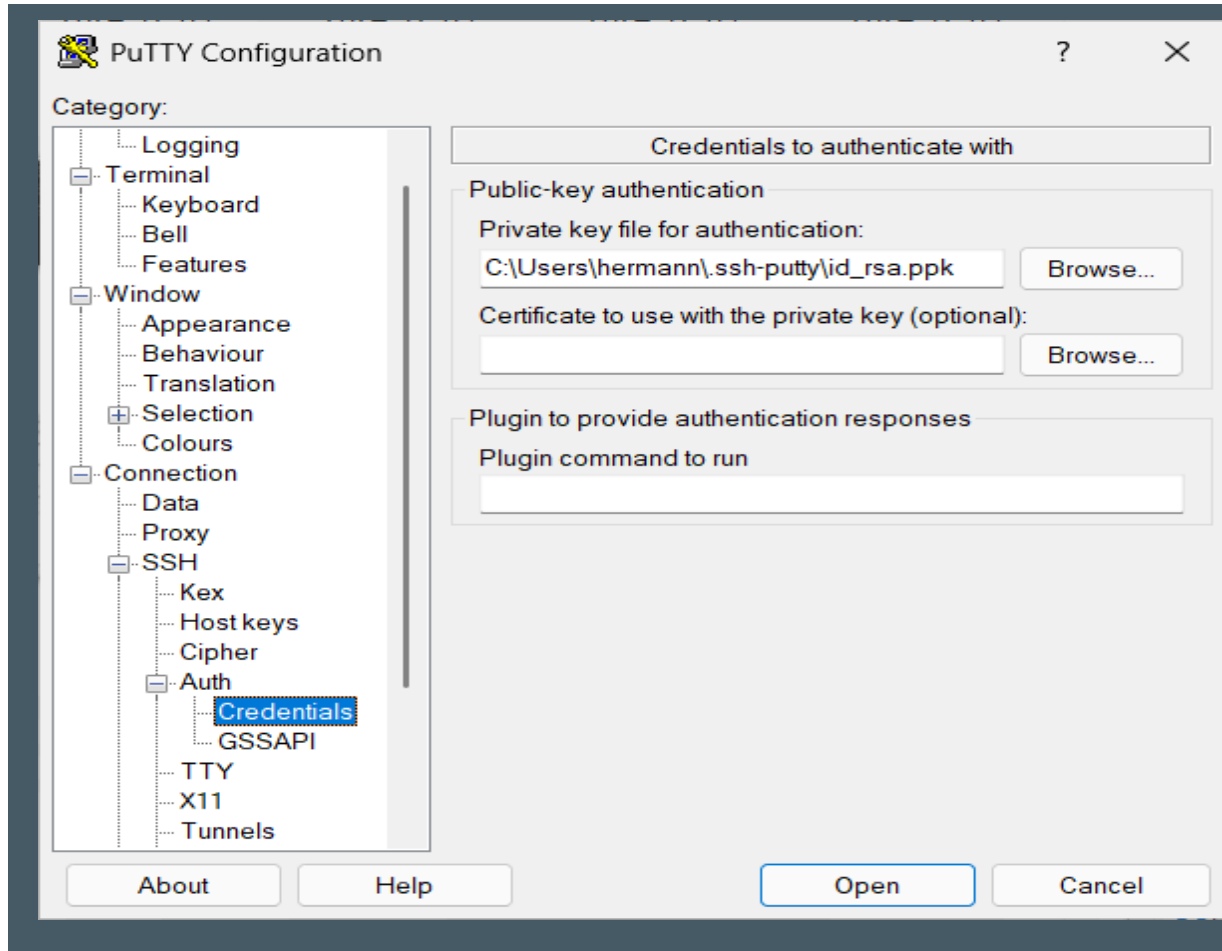 PuTTY Configuration
?
Category:
Logging
Terminal
Keyboard
Bell
Features
Window
Appearance
Behaviour
Translation
Selection
Colours
Connection
Data
Proxy
SSH
Kex
Host keys
Cipher
Auth
Credentials
GSSAPI
TTY
X11
Tunnels
Credentials to authenticate with
Public-key authentication
Private key file for authentication:
C:\Users\hermann\.ssh-putty\id_rsa.ppk
Browse...
Certificate to use with the private key (optional):
Browse...
Plugin to provide authentication responses
Plugin command to run
About
Help
Open
Cancel